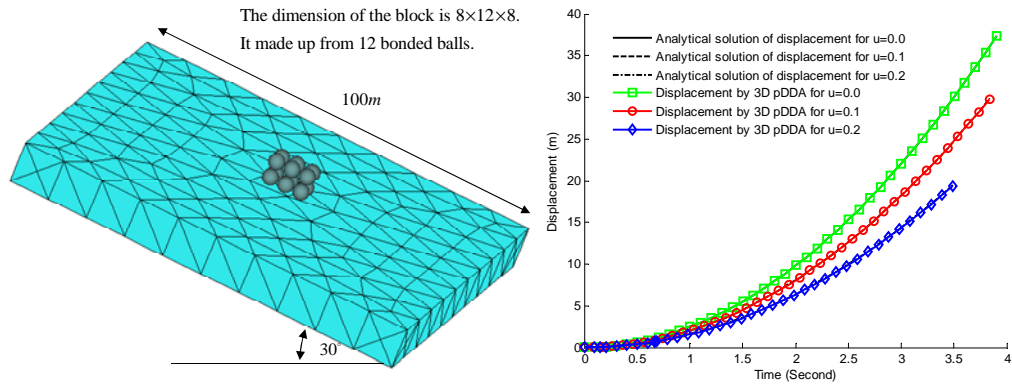 The dimension of the block is 8×12×8.
It made up from 12 bonded balls.
100m
30°
Analytical solution of displacement for u=0.0
Analytical solution of displacement for u=0.1
Analytical solution of displacement for u=0.2
Displacement by 3D pDDA for u=0.0
Displacement by 3D pDDA for u=0.1
Displacement by 3D pDDA for u=0.2
Displacement (m)
40
35
30
25
20
15
10
5
0
0 0.5 1 1.5 2 2.5 3 3.5 4
Time (Second)